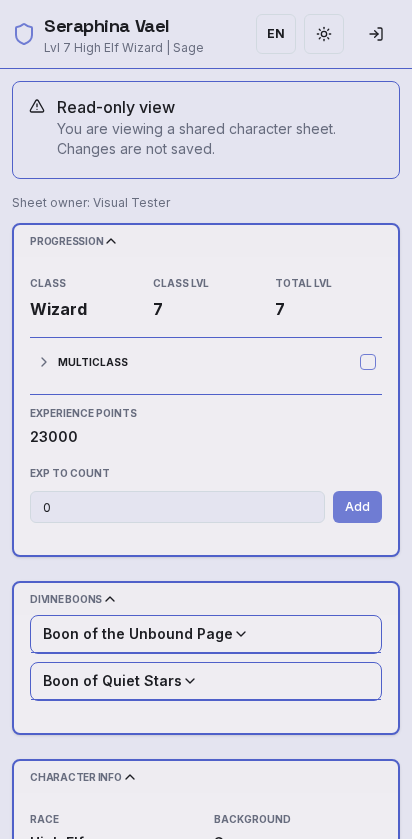 Seraphina Vael
Lvl 7 High Elf Wizard | Sage
EN
Read-only view
You are viewing a shared character sheet.
Changes are not saved.
Sheet owner: Visual Tester
PROGRESSION
CLASS
CLASS LVL
TOTAL LVL
Wizard
7
7
MULTICLASS
EXPERIENCE POINTS
23000
EXP TO COUNT
0
Add
DIVINE BOONS
Boon of the Unbound Page
Boon of Quiet Stars
CHARACTER INFO
RACE
BACKGROUND
High Elf